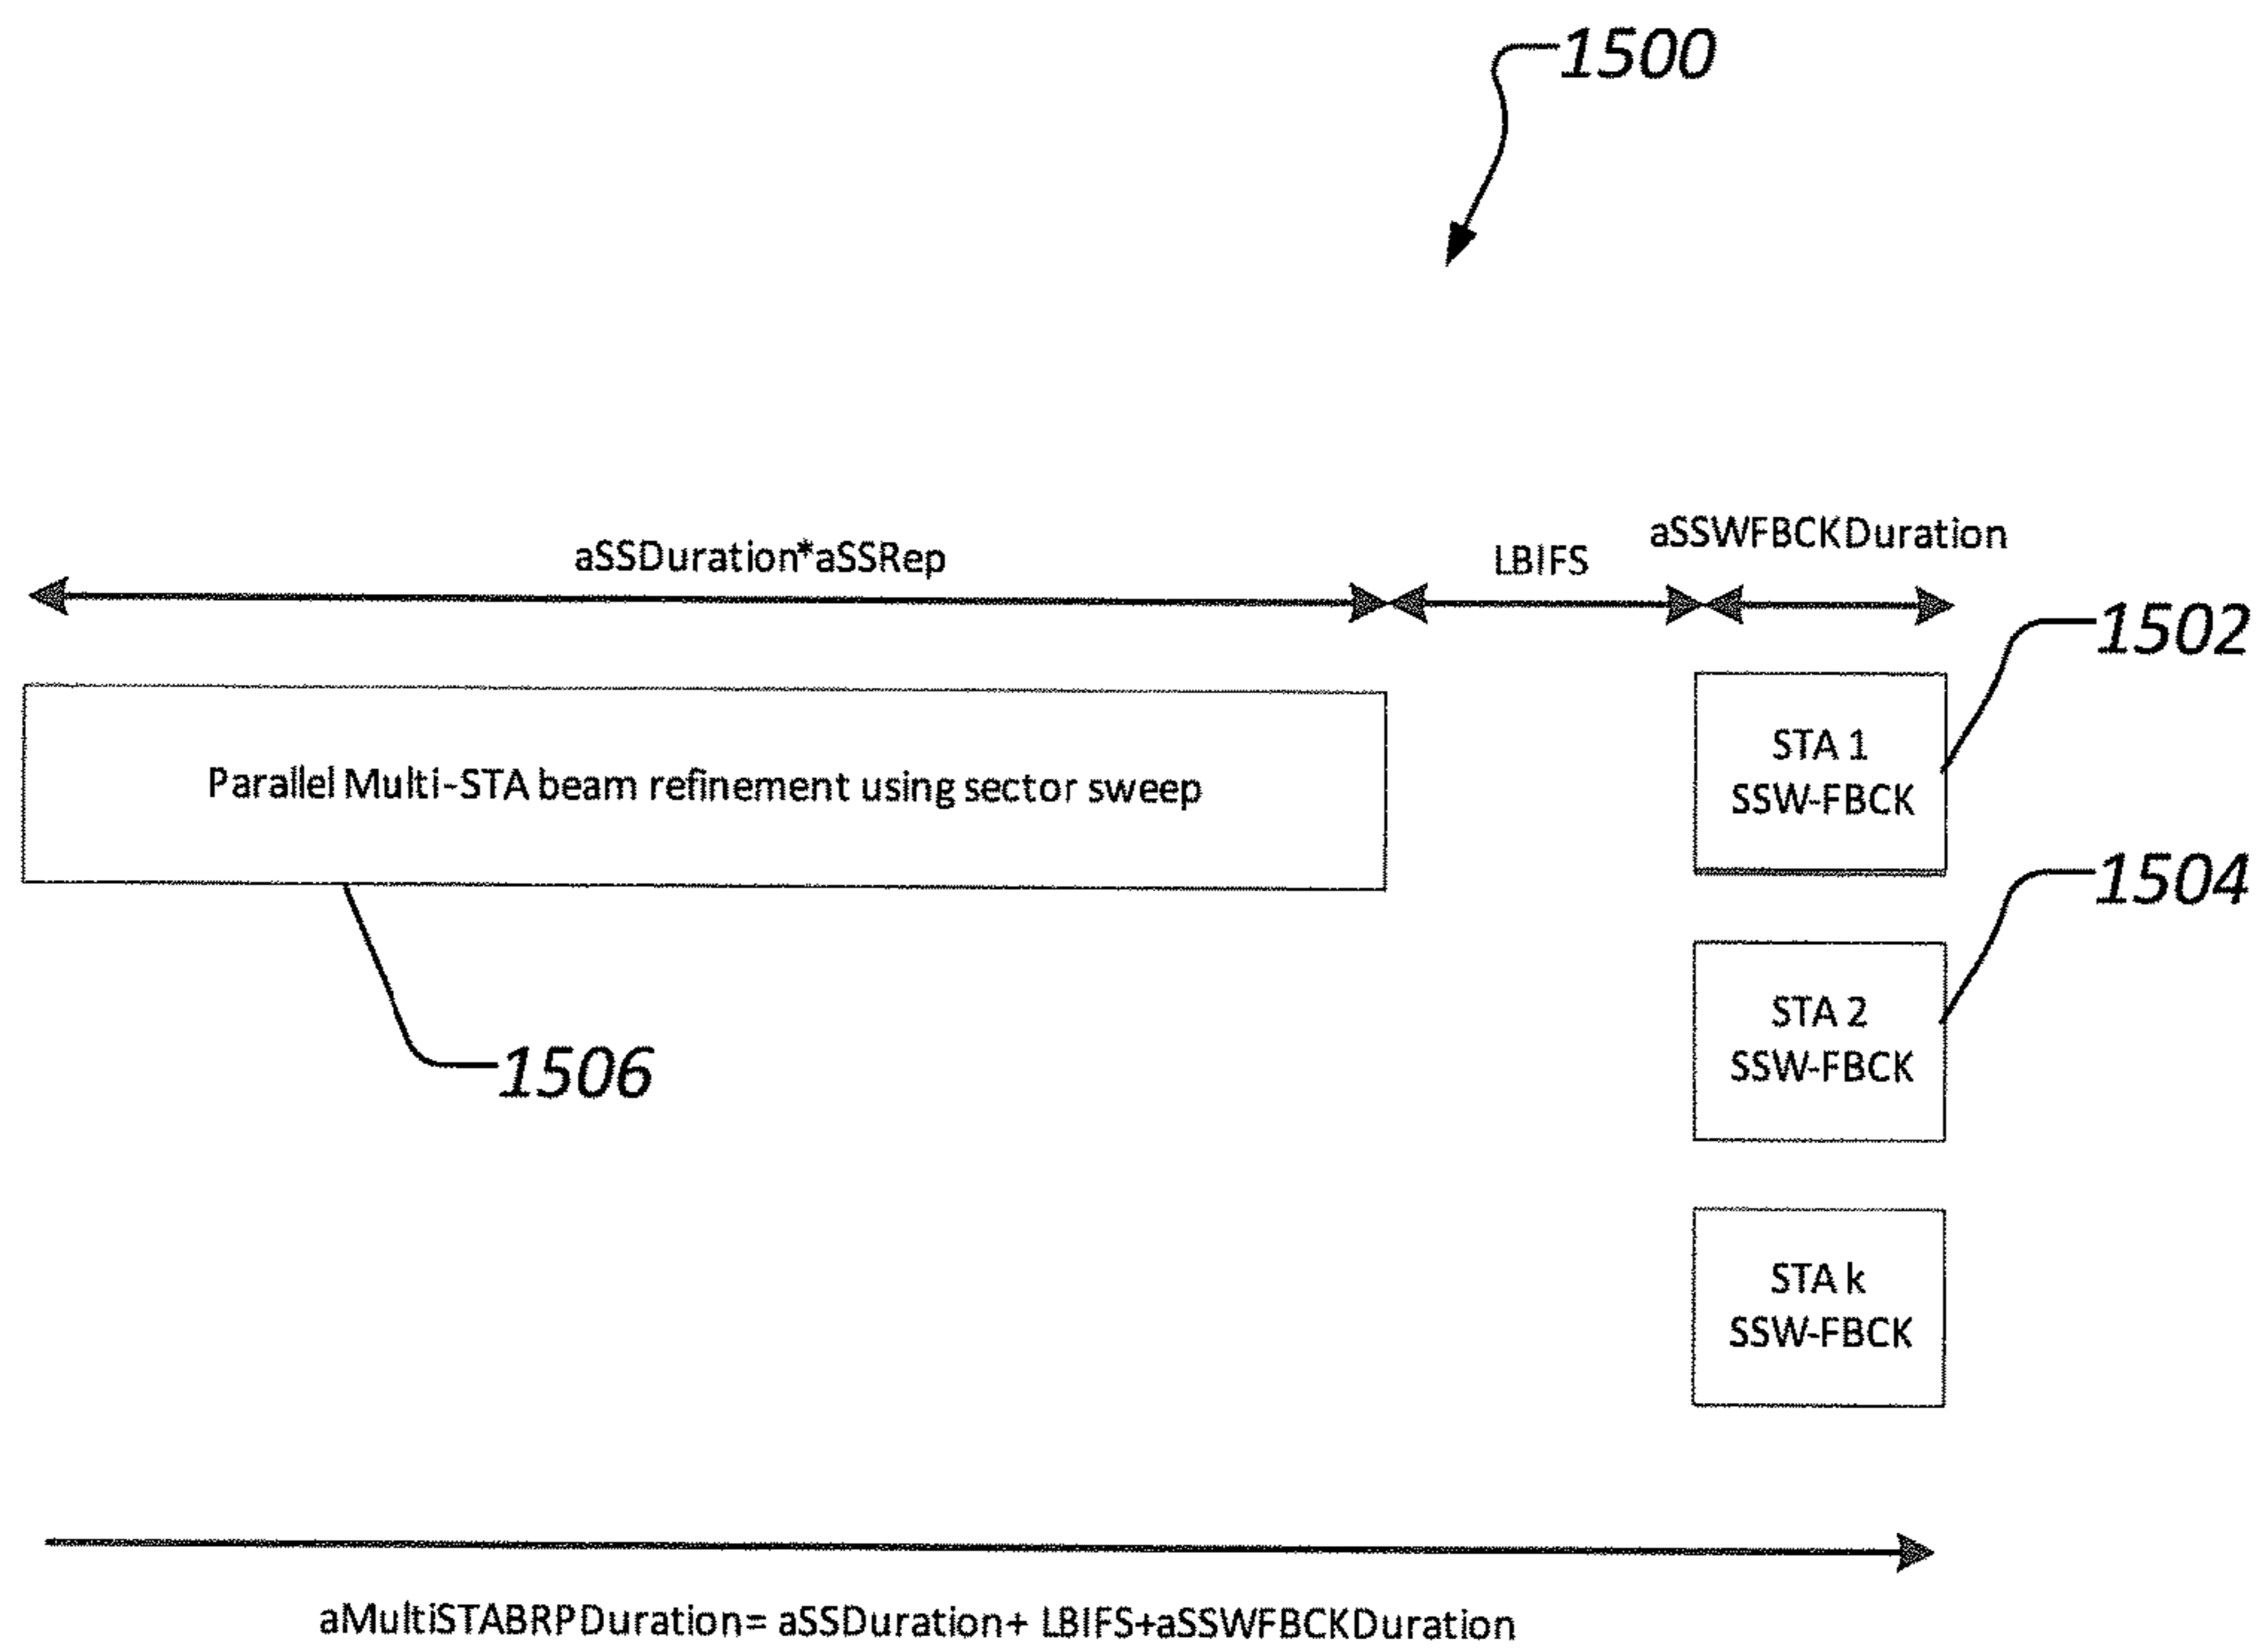 1500
aSSDuration*aSSRep
LBIFS
aSSWFBCKDuration
1502
Parallel Multi-STA beam refinement using sector sweep
STA 1
SSW-FBCK
1504
STA 2
SSW-FBCK
1506
STA k
SSW-FBCK
aMultiSTABRPDuration= aSSDuration+ LBIFS+aSSWFBCKDuration